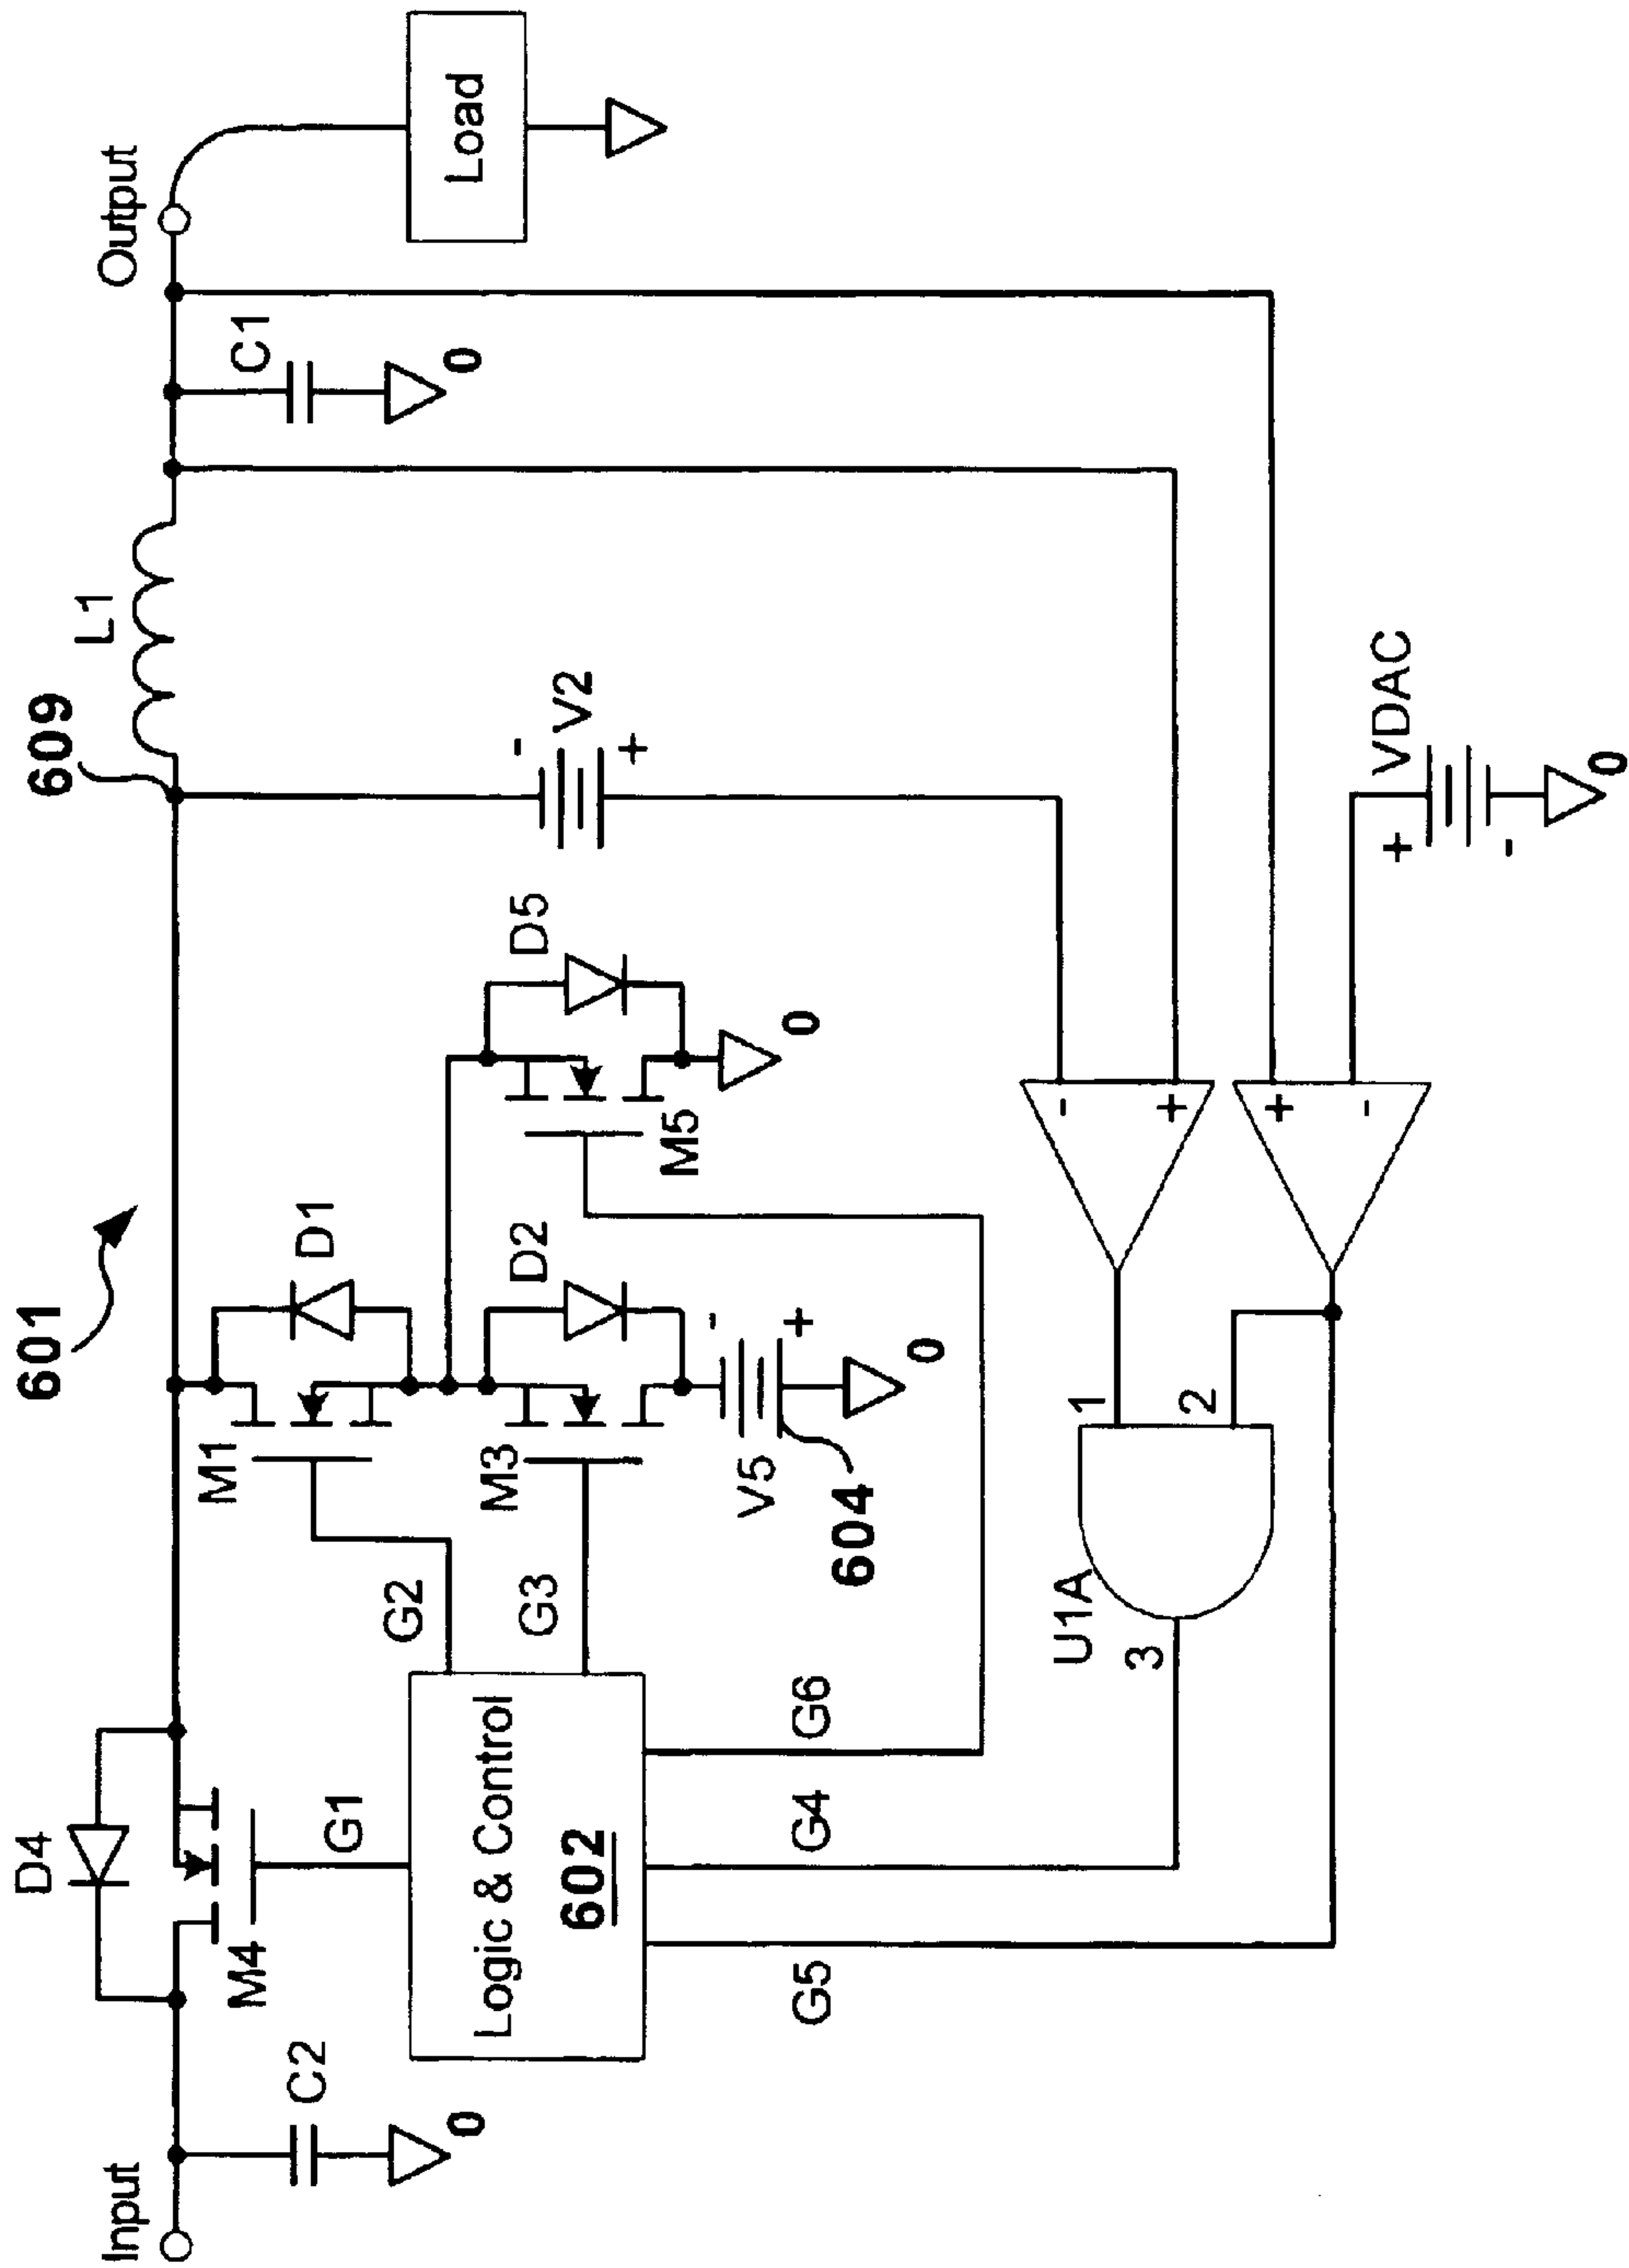 601
609
Input
D4
L1
Output
C2
0
M4
G1
M1
D1
C1
0
Load
Logic & Control
602
G2
G3
M3
D2
D5
M5
0
V2
-
+
V5
-
+
604
0
G5
G4
G6
U1A
3
1
2
-
+
+
-
VDAC
+
-
0